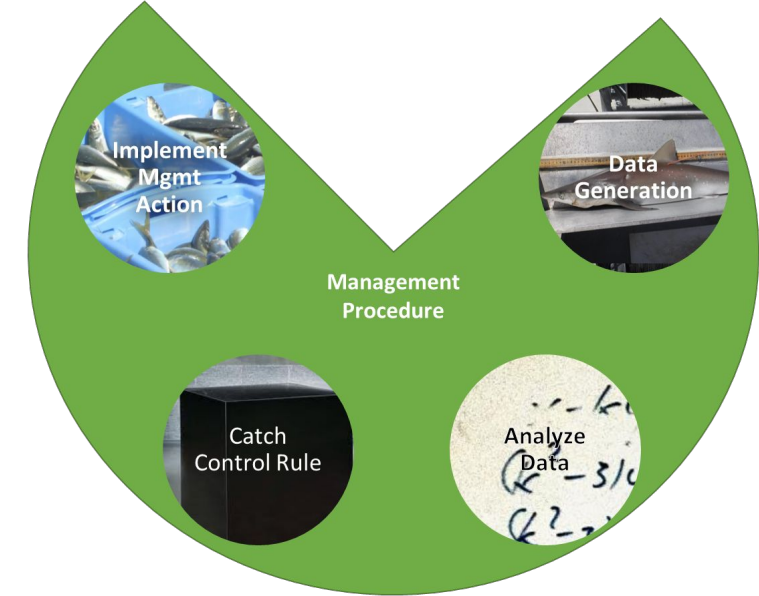 Implement
Mgmt
Action
Data
Generation
Management
Procedure
Catch
Control Rule
Analyze
Data